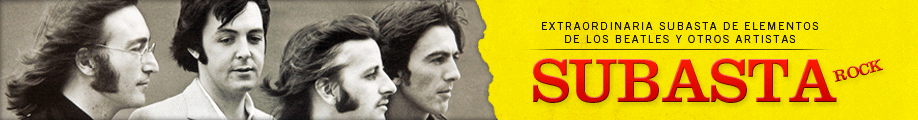 EXTRAORDINARIA SUBASTA DE ELEMENTOS
DE LOS BEATLES Y OTROS ARTISTAS
SUBASTA ROCK